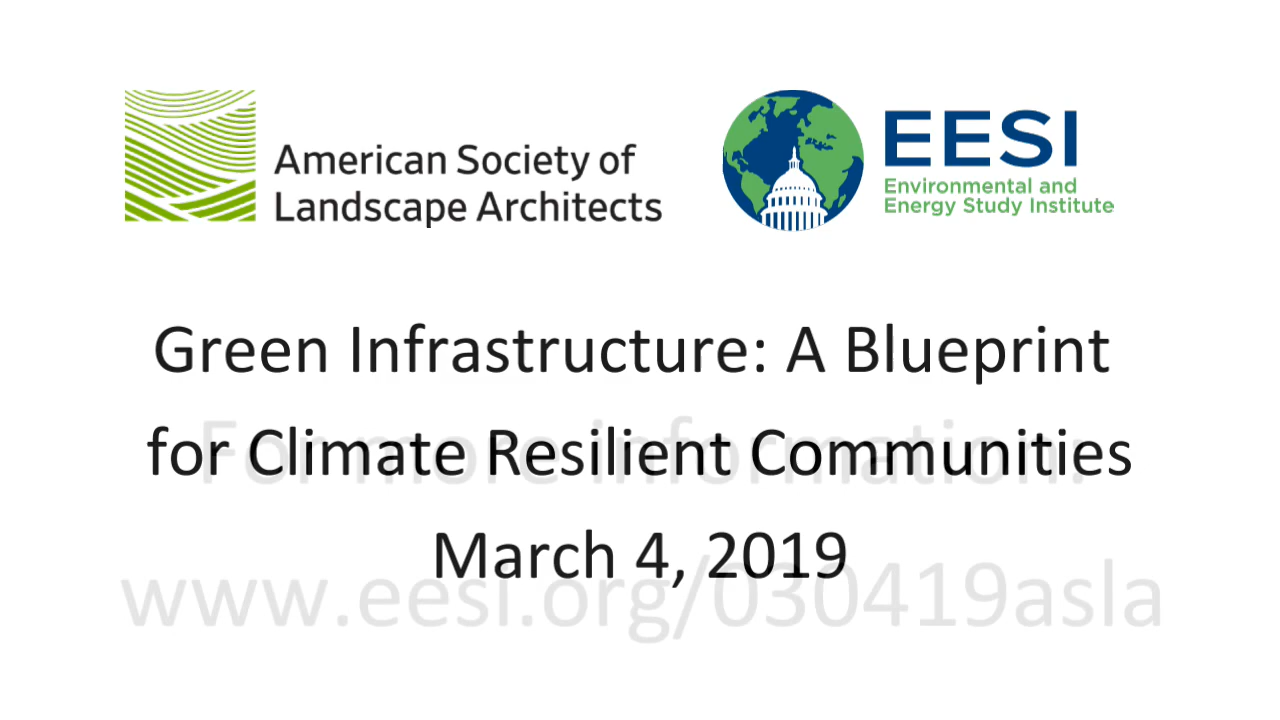 American Society of
Landscape Architects
EESI
Environmental and
Energy Study Institute
Green Infrastructure: A Blueprint
for Climate Resilient Communities
For more information:
March 4, 2019
www.eesi.org/030419asla